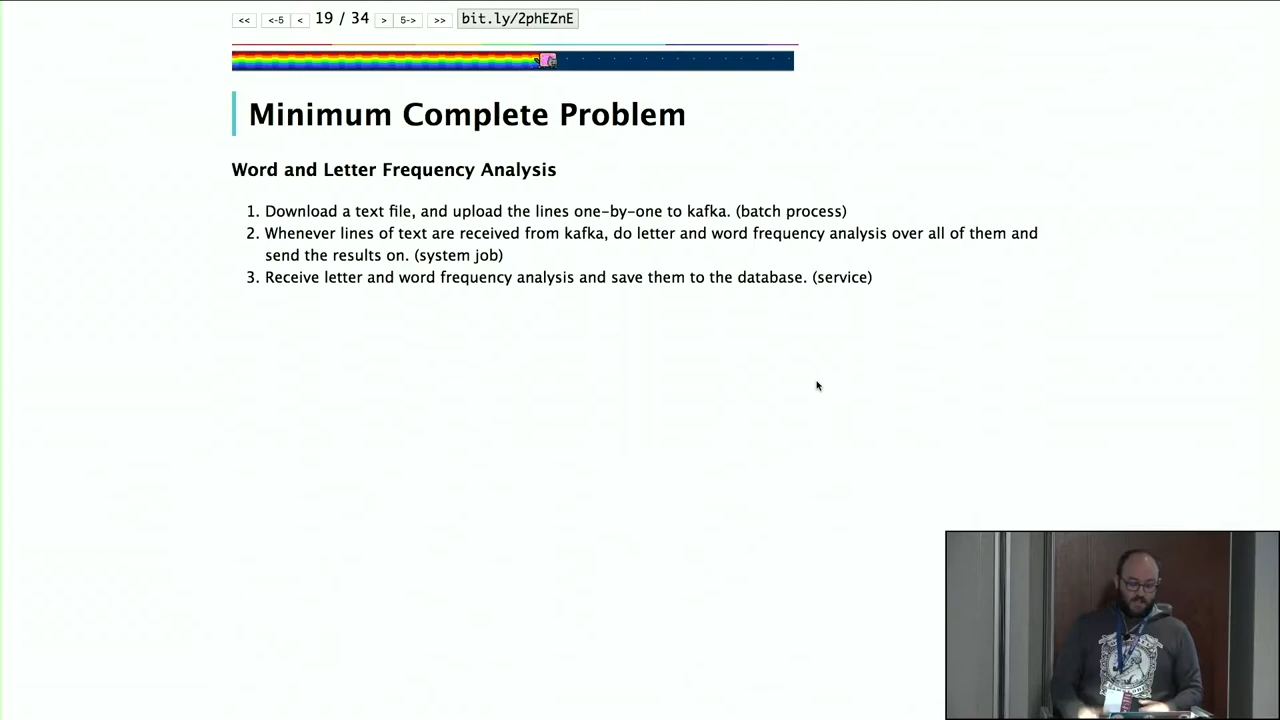 << <-5 < 19 / 34 > 5-> >> bit.ly/2phEZnE
Minimum Complete Problem
Word and Letter Frequency Analysis
1. Download a text file, and upload the lines one-by-one to kafka. (batch process)
2. Whenever lines of text are received from kafka, do letter and word frequency analysis over all of them and
send the results on. (system job)
3. Receive letter and word frequency analysis and save them to the database. (service)